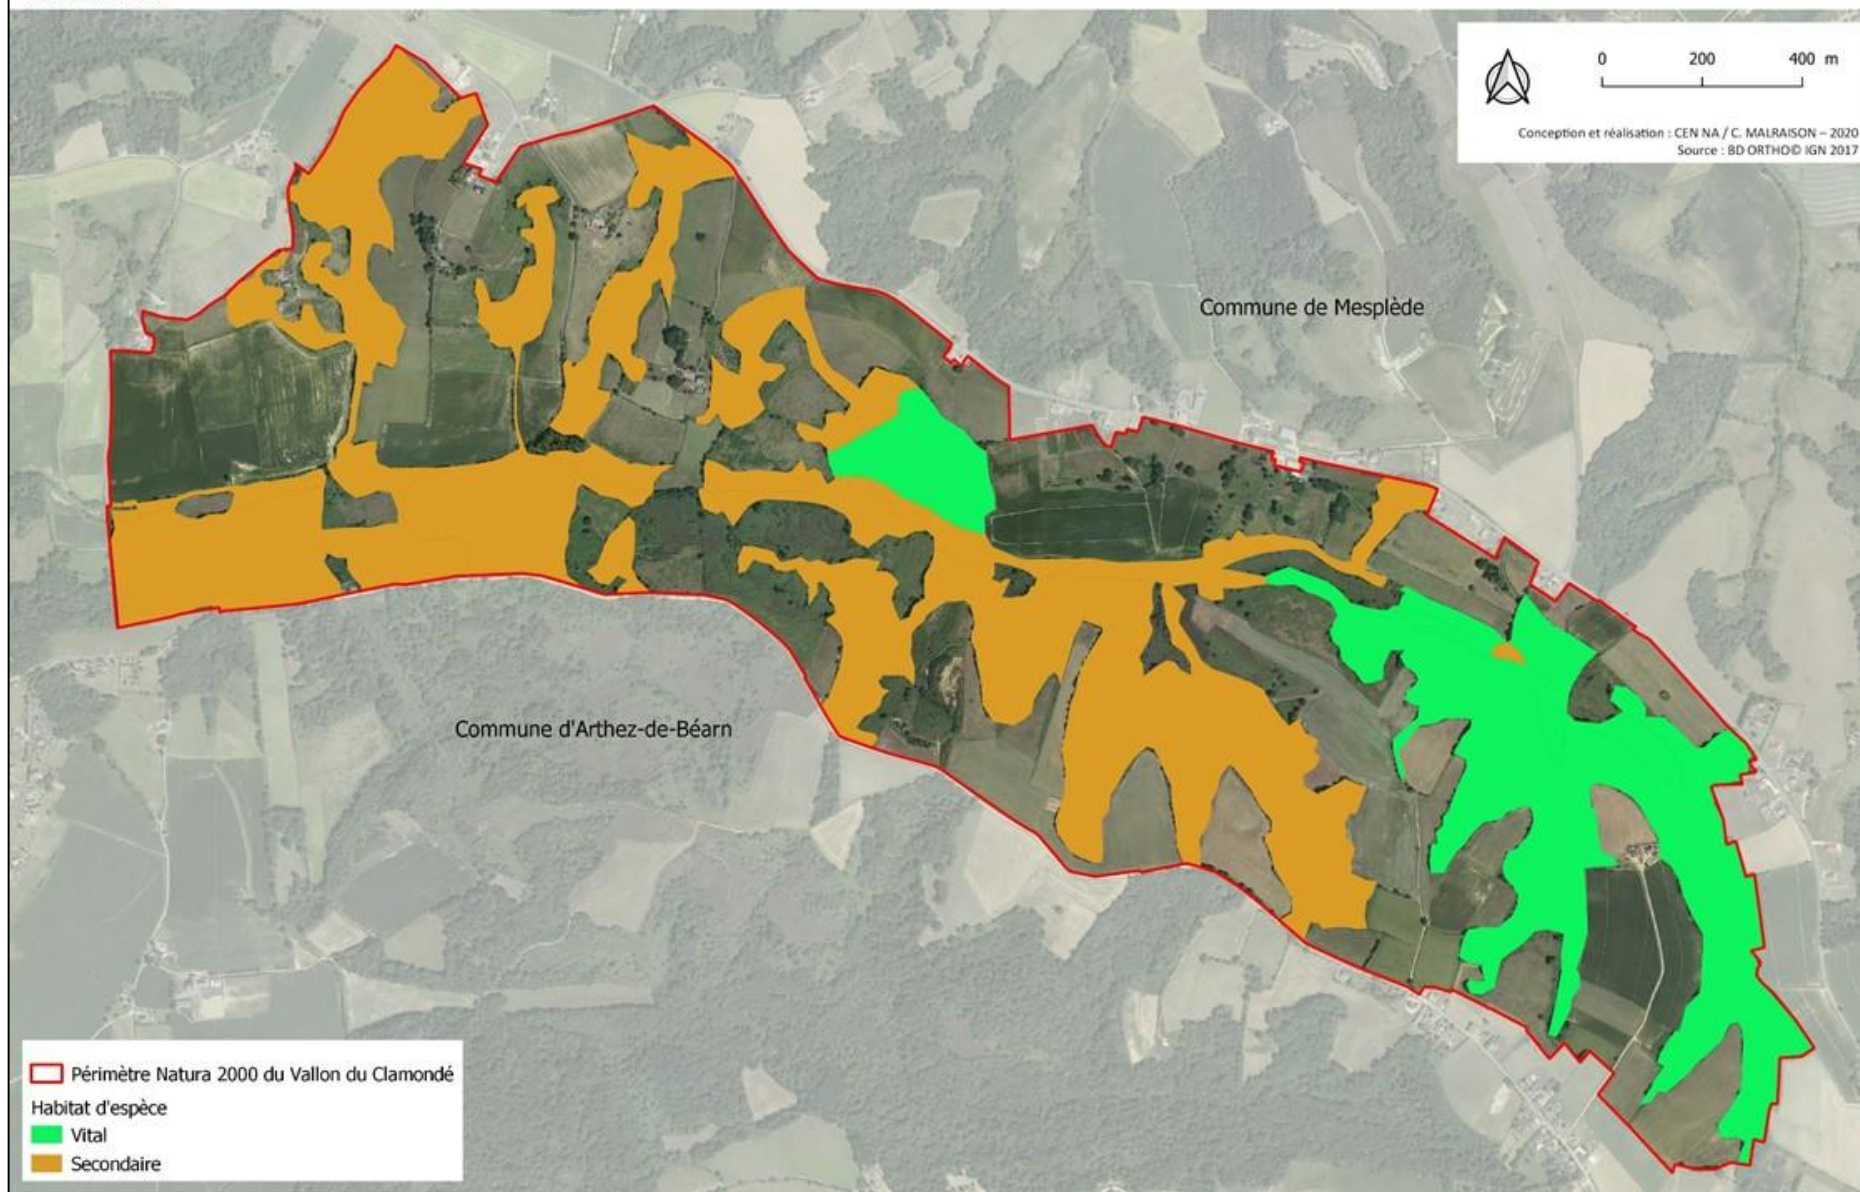 0 200 400 m
Conception et réalisation : CEN NA / C. MALRAISON – 2020
Source : BD ORTHO© IGN 2017
Commune de Mesplède
Commune d'Arthez-de-Béarn
Périmètre Natura 2000 du Vallon du Clamondé
Habitat d'espèce
Vital
Secondaire